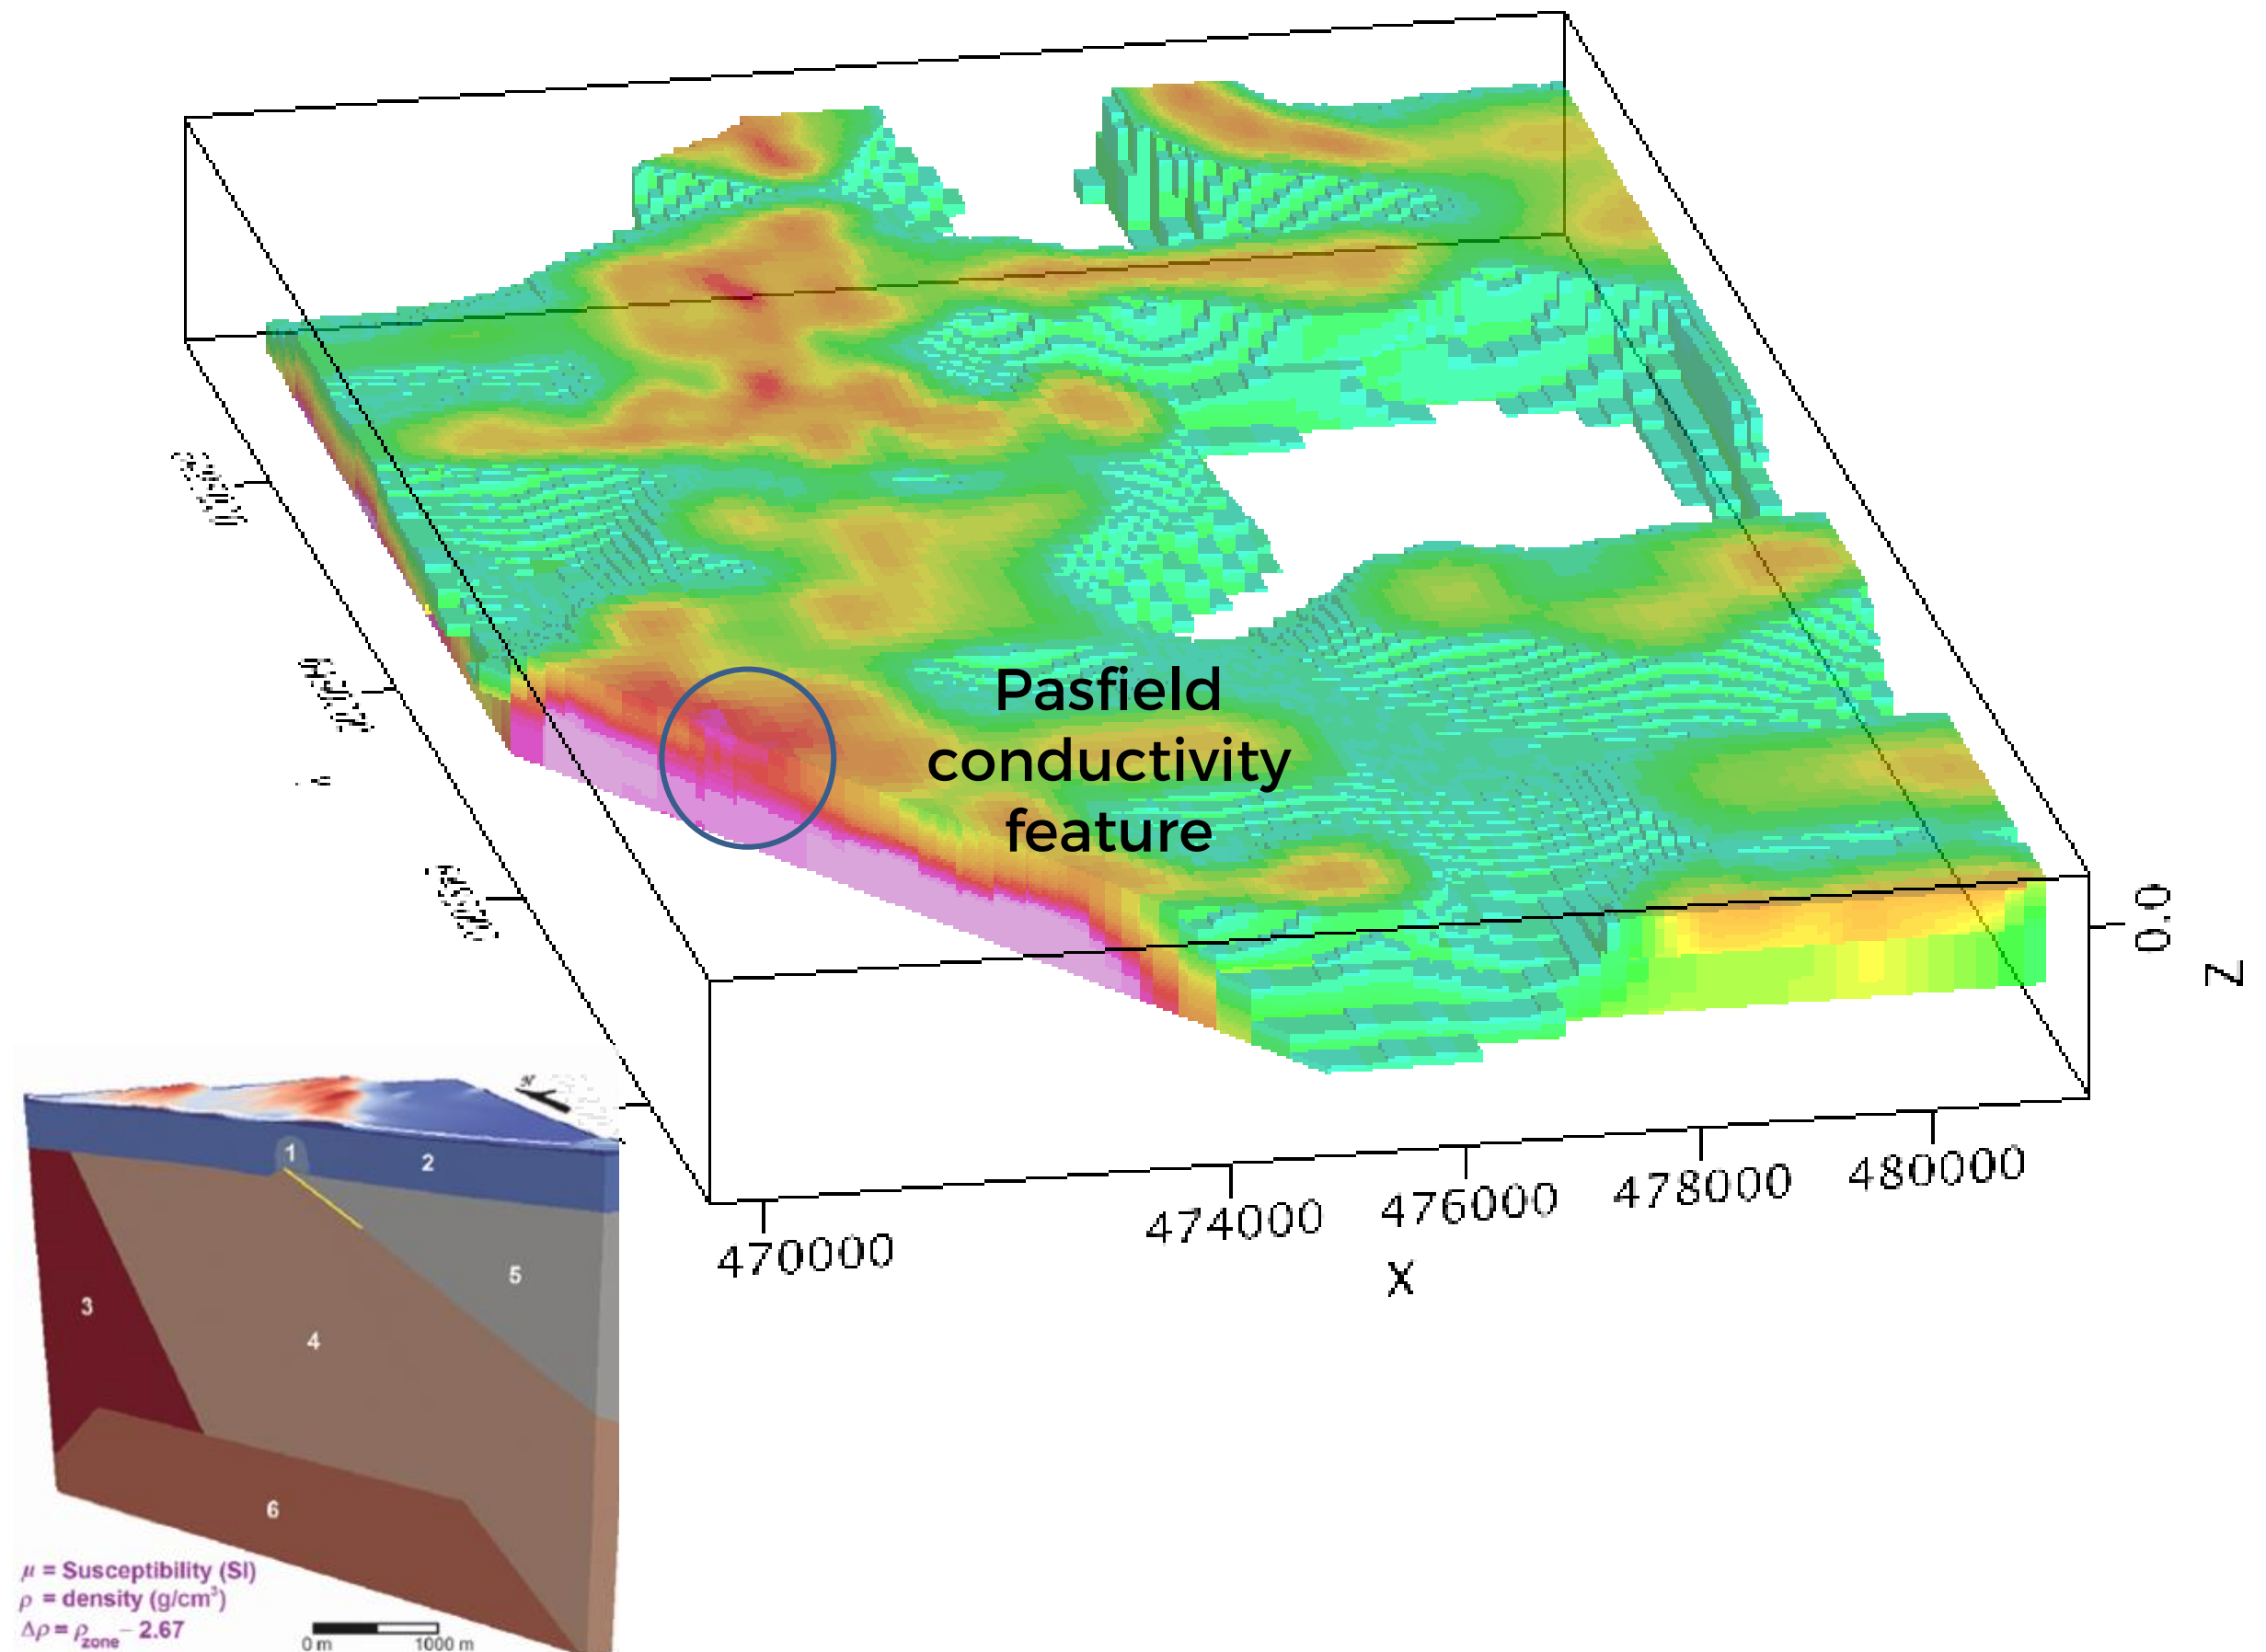 Pasfield
conductivity
feature
0.0
Z
470000
474000
476000
478000
480000
X
N
1
2
3
4
5
6
μ = Susceptibility (SI)
ρ = density (g/cm³)
Δρ = ρzone – 2.67
0 m
1000 m